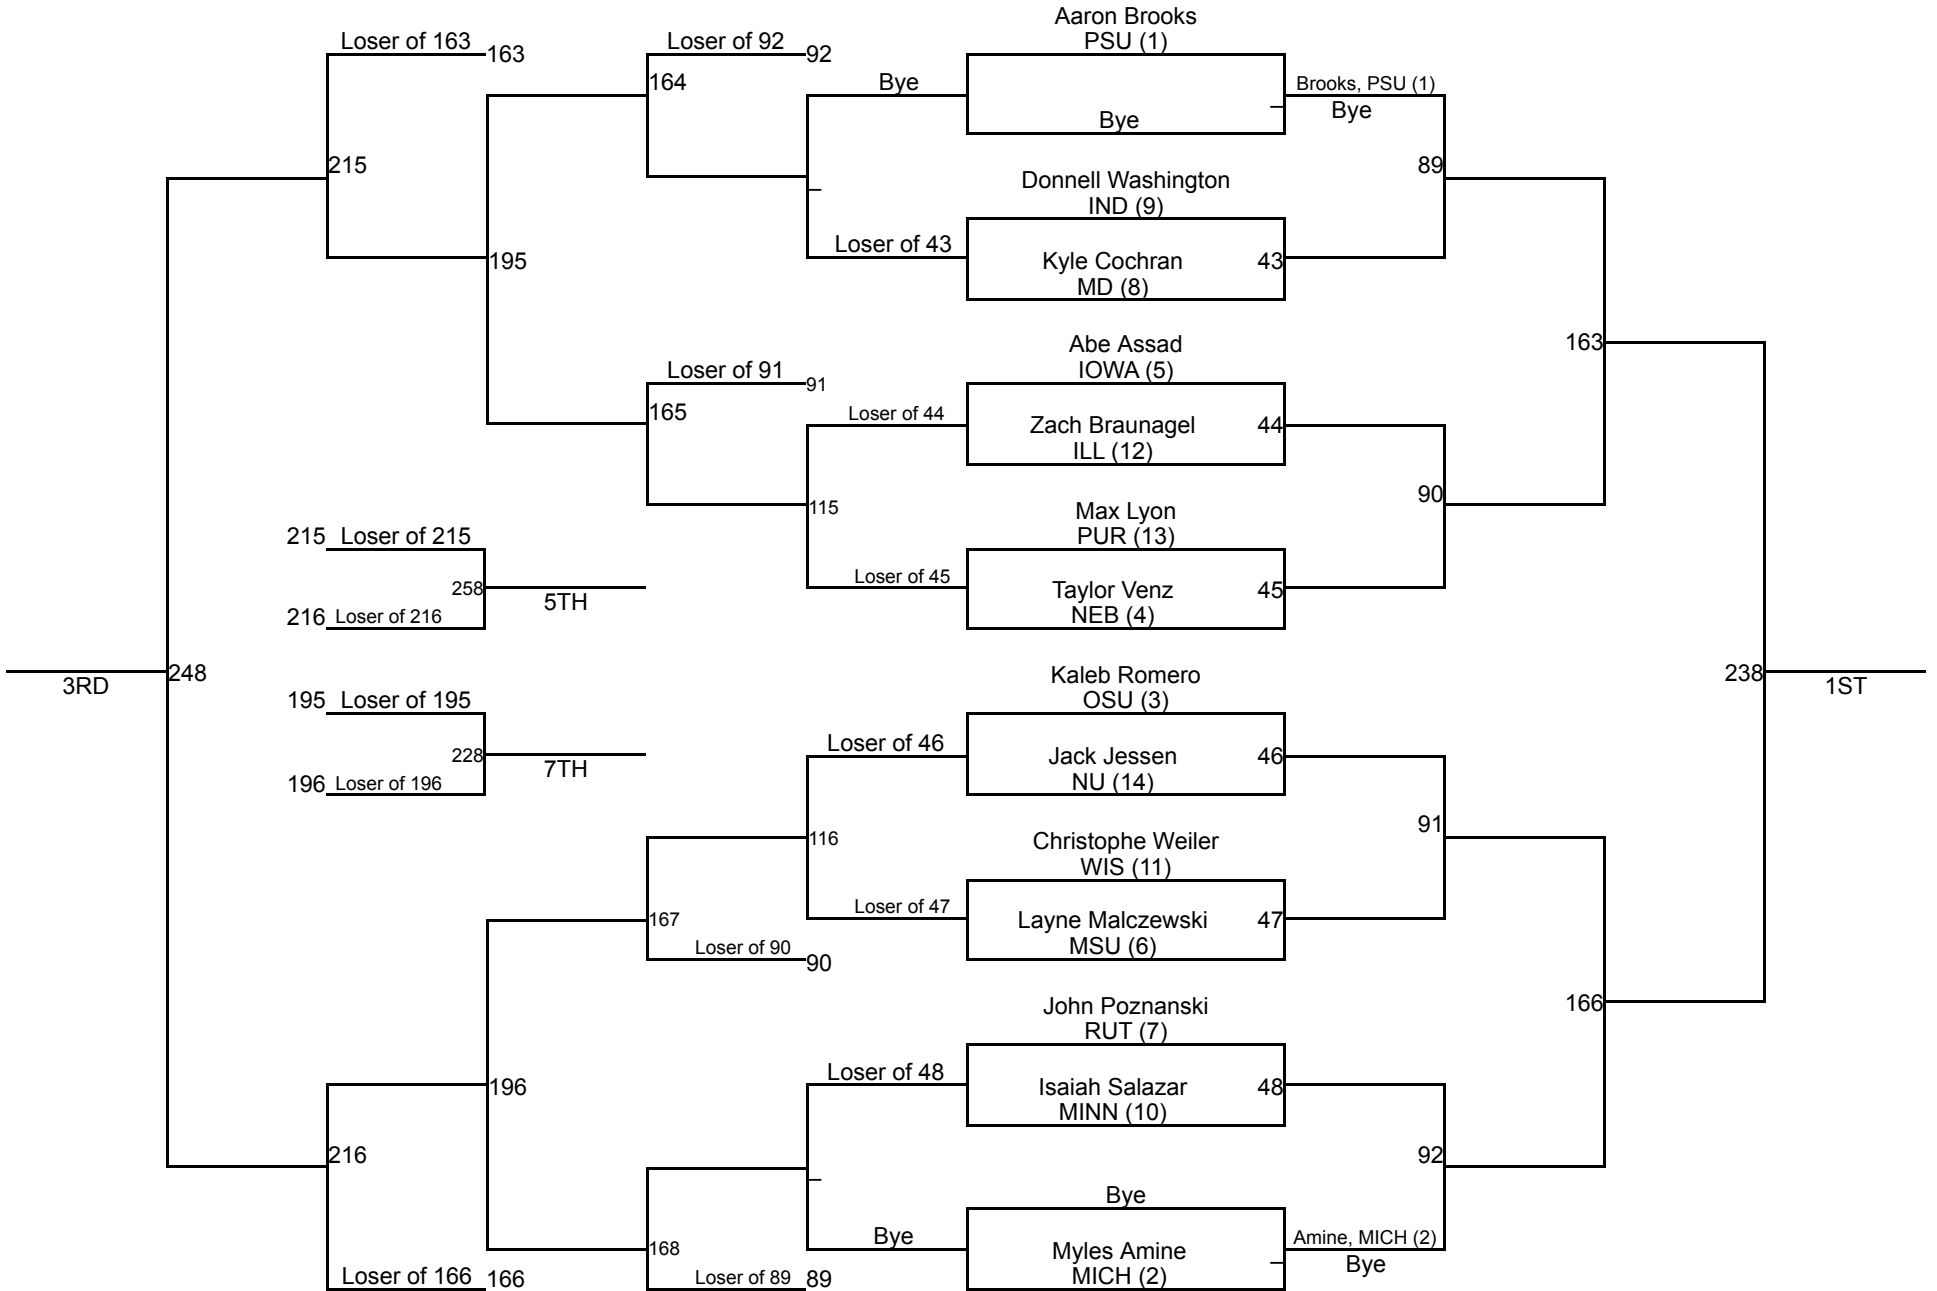 Aaron Brooks
Loser of 163 163 Loser of 92 92 PSU (1)
164 Bye Brooks, PSU (1)
Bye Bye
215 89
Donnell Washington
IND (9)
195 Loser of 43 Kyle Cochran 43
MD (8)
Abe Assad 163
Loser of 91 91 IOWA (5)
165 Loser of 44 Zach Braunagel 44
ILL (12)
115 90
Max Lyon
215 Loser of 215 PUR (13)
258 5TH Loser of 45 Taylor Venz 45
216 Loser of 216 NEB (4)
3RD 248 Kaleb Romero 238 1ST
195 Loser of 195 OSU (3)
228 7TH Loser of 46 Jack Jessen 46
196 Loser of 196 NU (14)
116 Christophe Weiler 91
WIS (11)
167 Loser of 47 Layne Malczewski 47
Loser of 90 90 MSU (6)
John Poznanski 166
RUT (7)
196 Loser of 48 Isaiah Salazar 48
MINN (10)
216 92
Bye
168 Bye Myles Amine Amine, MICH (2)
Loser of 166 166 Loser of 89 89 MICH (2) Bye